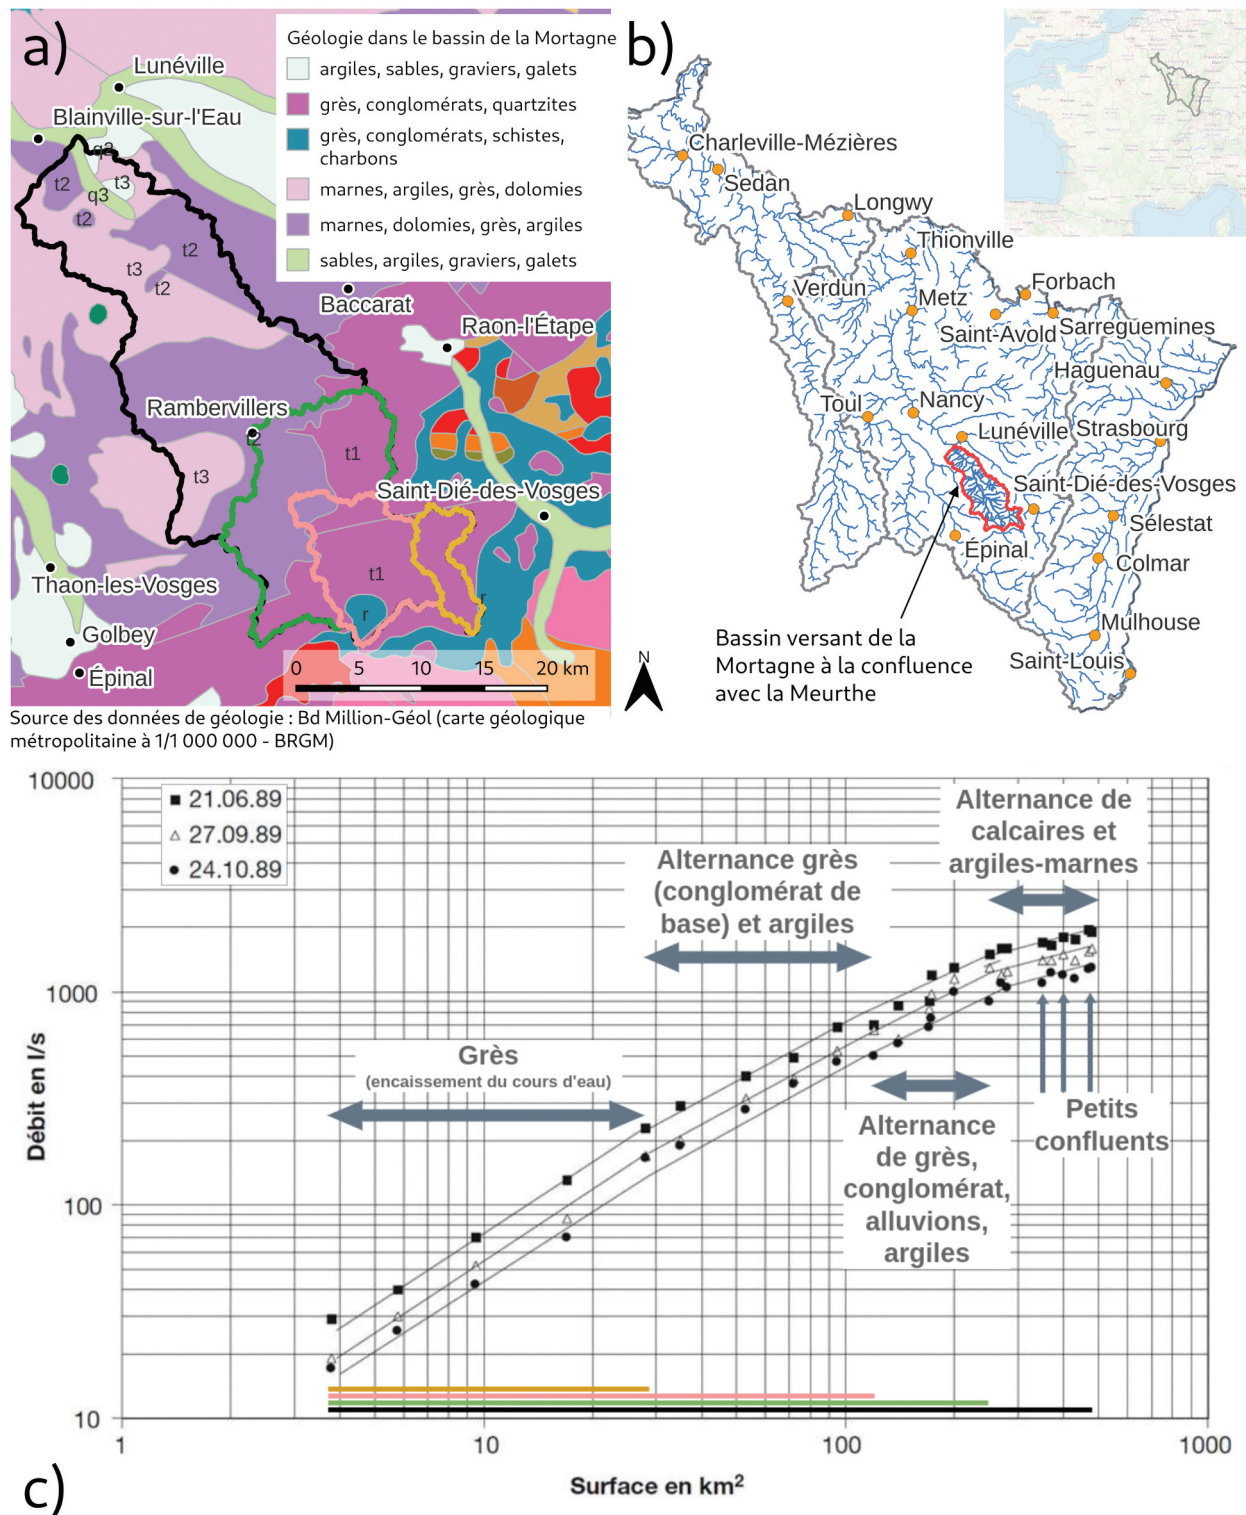 a)
Géologie dans le bassin de la Mortagne
argiles, sables, graviers, galets
grès, conglomérats, quartzites
grès, conglomérats, schistes,
charbons
marnes, argiles, grès, dolomies
marnes, dolomies, grès, argiles
sables, argiles, graviers, galets
Lunéville
Blainville-sur-l'Eau
q3
t2
t3
q3
t2
t2
t3
t2
Baccarat
Raon-l'Étape
Rambervillers
t2
t1
t3
Saint-Dié-des-Vosges
t1
r
r
Thaon-les-Vosges
Golbey
Épinal
0 5 10 15 20 km
Source des données de géologie : Bd Million-Géol (carte géologique
métropolitaine à 1/1 000 000 - BRGM)
b)
Charleville-Mézières
Sedan
Longwy
Thionville
Verdun
Metz
Forbach
Saint-Avold
Sarreguemines
Haguenau
Toul
Nancy
Lunéville
Strasbourg
Saint-Dié-des-Vosges
Sélestat
Épinal
Colmar
Mulhouse
Saint-Louis
N
Bassin versant de la
Mortagne à la confluence
avec la Meurthe
10000
1000
100
10
Débit en l/s
21.06.89
27.09.89
24.10.89
Alternance de
calcaires et
argiles-marnes
Alternance grès
(conglomérat de
base) et argiles
Grès
(encaissement du cours d'eau)
Alternance
de grès,
conglomérat,
alluvions,
argiles
Petits
confluents
1 10 100 1000
Surface en km²
c)